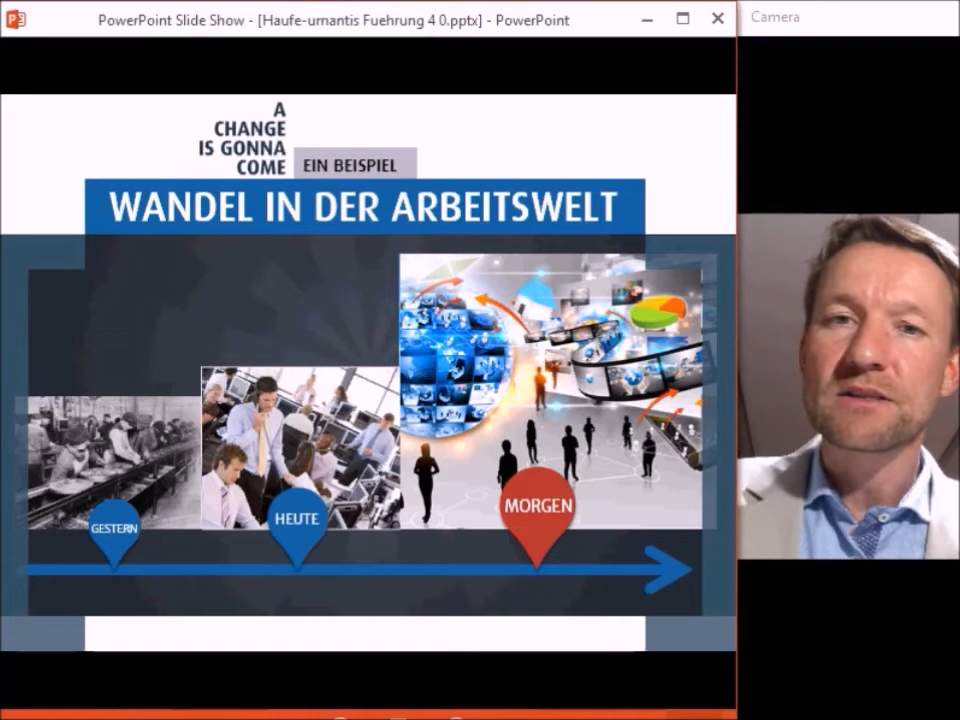 PowerPoint Slide Show - [Haufe-umantis Fuehrung 4 0.pptx] - PowerPoint
Camera
A
CHANGE
IS GONNA
COME
EIN BEISPIEL
WANDEL IN DER ARBEITSWELT
GESTERN
HEUTE
MORGEN